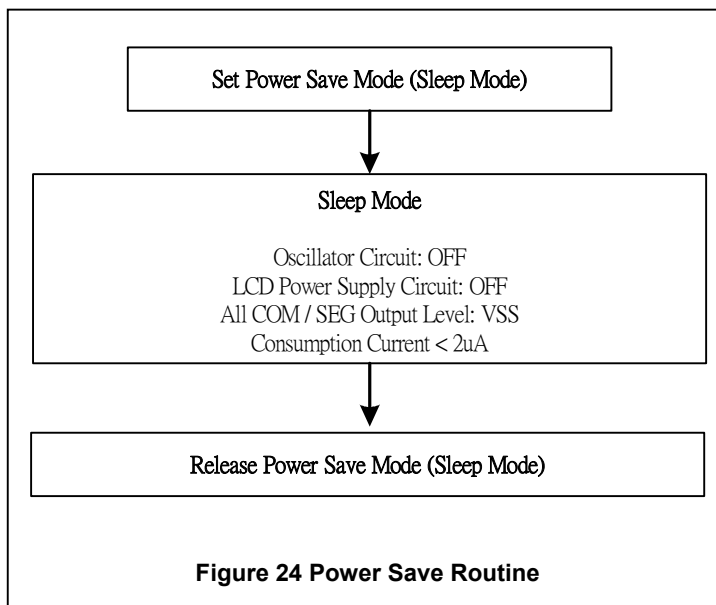 Set Power Save Mode (Sleep Mode)
Sleep Mode
Oscillator Circuit: OFF
LCD Power Supply Circuit: OFF
All COM / SEG Output Level: VSS
Consumption Current < 2uA
Release Power Save Mode (Sleep Mode)
Figure 24 Power Save Routine